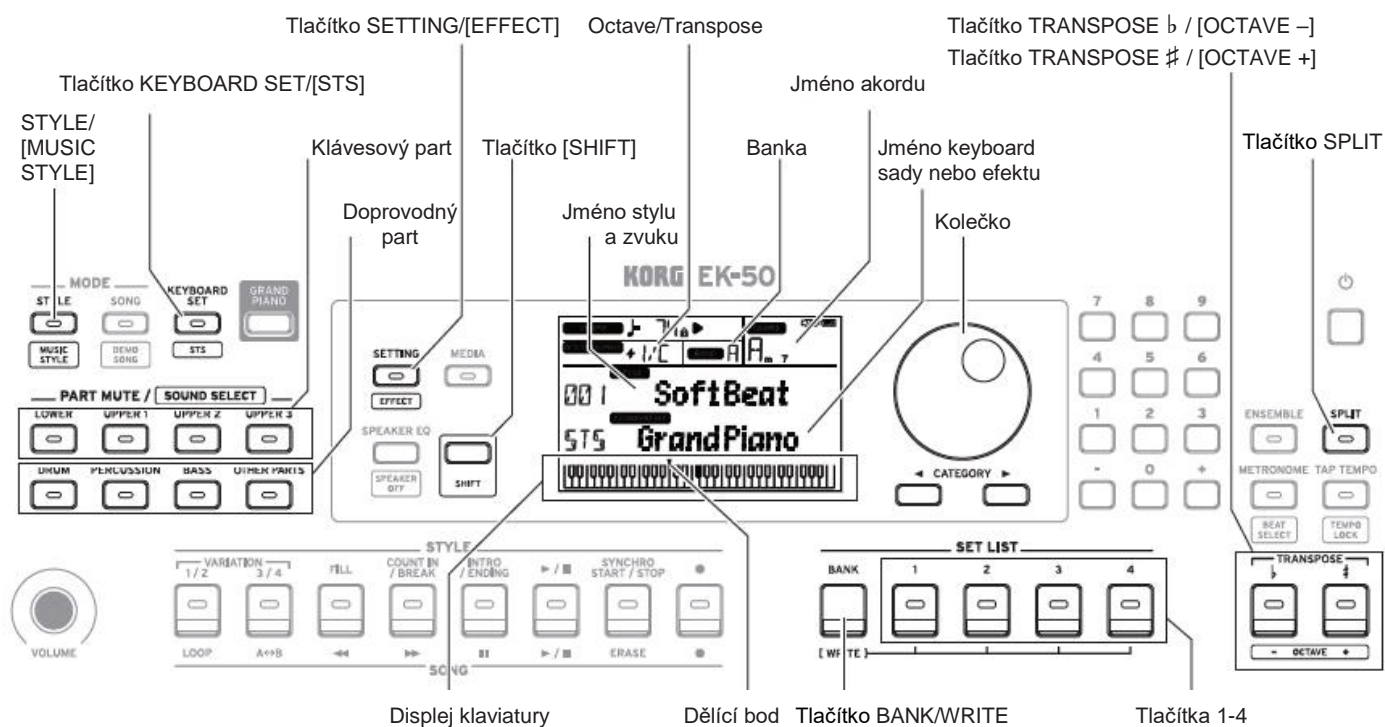 Tlačítko SETTING/[EFFECT]
Octave/Transpose
Tlačítko TRANSPOSE ♭ / [OCTAVE –]
Tlačítko TRANSPOSE ♯ / [OCTAVE +]
Tlačítko KEYBOARD SET/[STS]
Jméno akordu
STYLE/
[MUSIC
STYLE]
Klávesový part
Tlačítko [SHIFT]
Banka
Jméno keyboard
sady nebo efektu
Tlačítko SPLIT
Doprovodný
part
Jméno stylu
a zvuku
Kolečko
KORG EK-50
MODE
STYLE
SONG
KEYBOARD
SET
GRAND
PIANO
MUSIC
STYLE
DEMO
SONG
STS
PART MUTE / SOUND SELECT
LOWER
UPPER 1
UPPER 2
UPPER 3
DRUM
PERCUSSION
BASS
OTHER PARTS
SETTING
MEDIA
EFFECT
SPEAKER EQ
SPEAKER
OFF
SHIFT
+1/C
A
Am 7
001 SoftBeat
STS GrandPiano
◄ CATEGORY ►
7 8 9
4 5 6
1 2 3
- 0 +
ENSEMBLE
SPLIT
METRONOME
TAP TEMPO
BEAT
SELECT
TEMPO
LOCK
TRANSPOSE
♭ ♯
- OCTAVE +
VOLUME
STYLE
VARIATION
1/2
3/4
FILL
COUNT IN
/ BREAK
INTRO
/ ENDING
►/■
SYNCHRO
START / STOP
●
LOOP
A↔B
◄◄
►►
▮▮
►/■
ERASE
●
SONG
SET LIST
BANK
1
2
3
4
[ WRITE ]
Displej klaviatury
Dělící bod
Tlačítko BANK/WRITE
Tlačítka 1-4